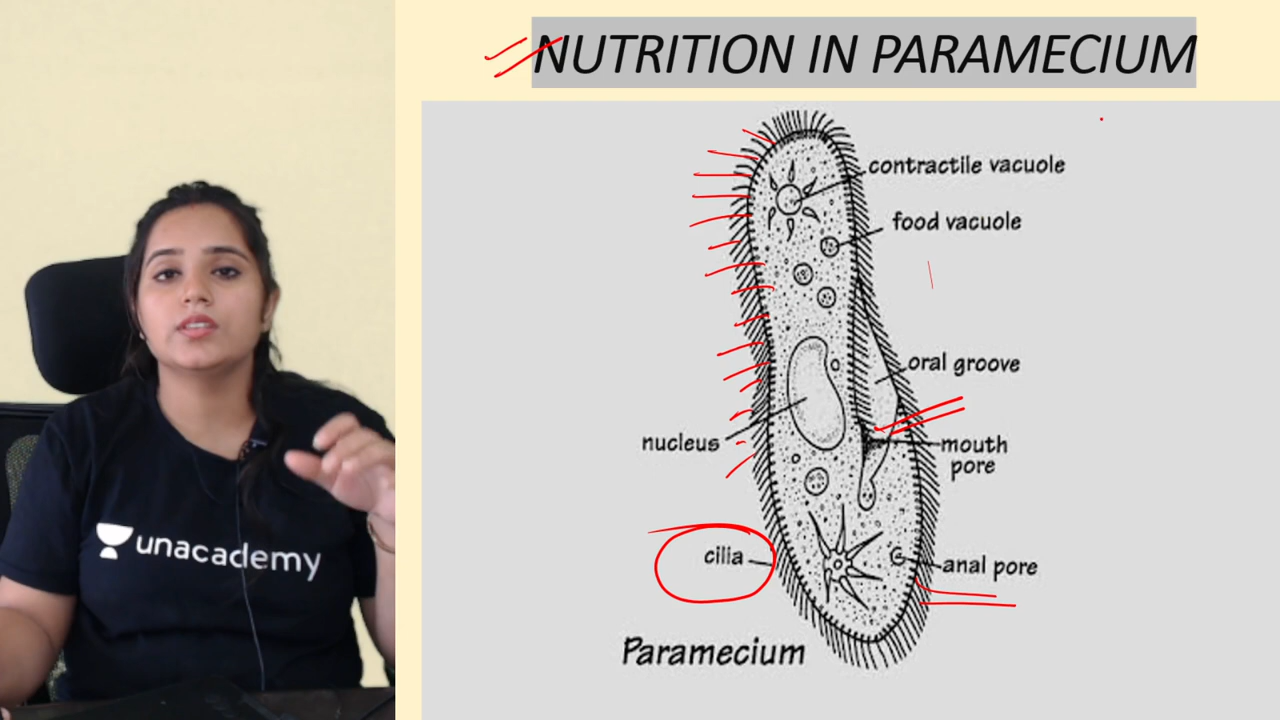 NUTRITION IN PARAMECIUM
contractile vacuole
food vacuole
oral groove
nucleus
mouth
pore
cilia
anal pore
Paramecium
unacademy